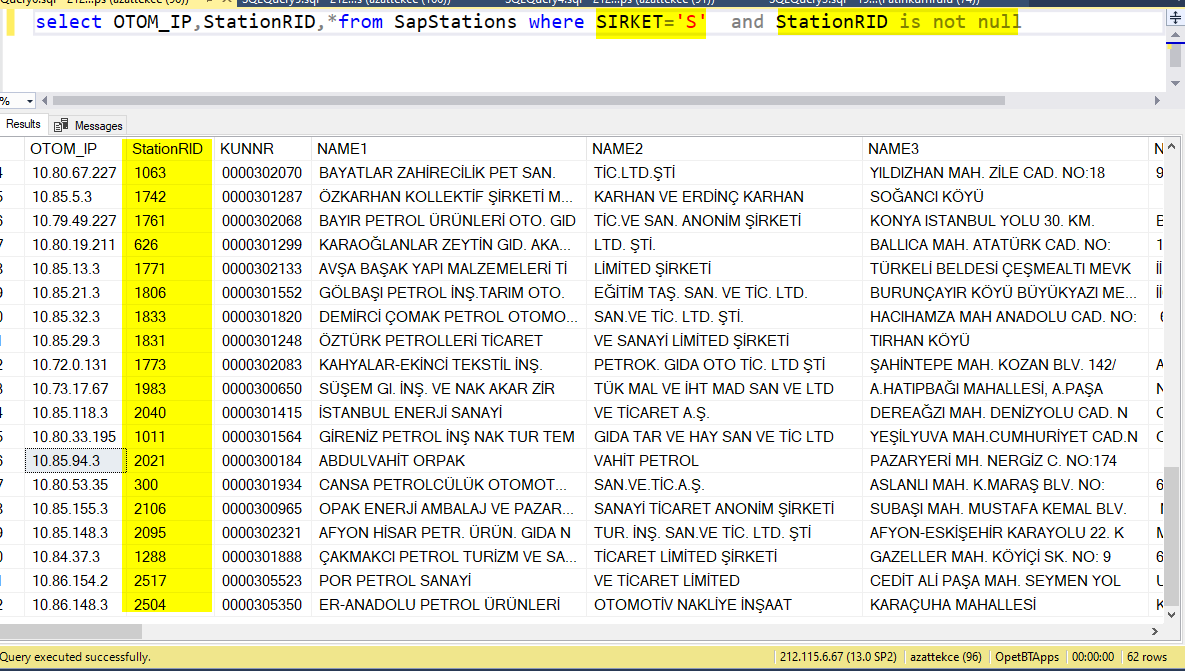 select OTOM_IP,StationRID,*from SapStations where SIRKET='S' and StationRID is not null
%
Results Messages
OTOM_IP StationRID KUNNR NAME1 NAME2 NAME3 N
10.80.67.227 1063 0000302070 BAYATLAR ZAHİRECİLİK PET SAN. TİC.LTD.ŞTİ YILDIZHAN MAH. ZİLE CAD. NO:18 9
10.85.5.3 1742 0000301287 ÖZKARHAN KOLLEKTİF ŞİRKETİ M... KARHAN VE ERDİNÇ KARHAN SOĞANCI KÖYÜ
10.79.49.227 1761 0000302068 BAYIR PETROL ÜRÜNLERİ OTO. GID TİC.VE SAN. ANONİM ŞİRKETİ KONYA ISTANBUL YOLU 30. KM.
10.80.19.211 626 0000301299 KARAOĞLANLAR ZEYTİN GID. AKA... LTD. ŞTİ. BALLICA MAH. ATATÜRK CAD. NO: 1
10.85.13.3 1771 0000302133 AVŞA BAŞAK YAPI MALZEMELERİ Tİ LİMİTED ŞİRKETİ TÜRKELİ BELDESİ ÇEŞMEALTI MEVK
10.85.21.3 1806 0000301552 GÖLBAŞI PETROL İNŞ.TARIM OTO. EĞİTİM TAŞ. SAN. VE TİC. LTD. BURUNÇAYIR KÖYÜ BÜYÜKYAZI ME...
10.85.32.3 1833 0000301820 DEMİRCİ ÇOMAK PETROL OTOMO... SAN.VE TİC. LTD. ŞTİ. HACIHAMZA MAH ANADOLU CAD. NO: 6
10.85.29.3 1831 0000301248 ÖZTÜRK PETROLLERİ TİCARET VE SANAYİ LİMİTED ŞİRKETİ TIRHAN KÖYÜ
10.72.0.131 1773 0000302083 KAHYALAR-EKİNCİ TEKSTİL İNŞ. PETROK. GIDA OTO TİC. LTD ŞTİ ŞAHİNTEPE MAH. KOZAN BLV. 142/ A
10.73.17.67 1983 0000300650 SÜŞEM GI. İNŞ. VE NAK AKAR ZİR TÜK MAL VE İHT MAD SAN VE LTD A.HATIPBAĞI MAHALLESİ, A.PAŞA N
10.85.118.3 2040 0000301415 İSTANBUL ENERJİ SANAYİ VE TİCARET A.Ş. DEREAĞZI MAH. DENİZYOLU CAD. N
10.80.33.195 1011 0000301564 GİRENİZ PETROL İNŞ NAK TUR TEM GIDA TAR VE HAY SAN VE TİC LTD YEŞİLYUVA MAH.CUMHURİYET CAD.N
10.85.94.3 2021 0000300184 ABDULVAHİT ORPAK VAHİT PETROL PAZARYERİ MH. NERGİZ C. NO:174
10.80.53.35 300 0000301934 CANSA PETROLCÜLÜK OTOMOT... SAN.VE.TİC.A.Ş. ASLANLI MAH. K.MARAŞ BLV. NO: 6
10.85.155.3 2106 0000300965 OPAK ENERJİ AMBALAJ VE PAZAR... SANAYİ TİCARET ANONİM ŞİRKETİ SUBAŞI MAH. MUSTAFA KEMAL BLV.
10.85.148.3 2095 0000302321 AFYON HİSAR PETR. ÜRÜN. GIDA N TUR. İNŞ. SAN.VE TİC. LTD. ŞTİ AFYON-ESKİŞEHİR KARAYOLU 22. K
10.84.37.3 1288 0000301888 ÇAKMAKCI PETROL TURİZM VE SA... TİCARET LİMİTED ŞİRKETİ GAZELLER MAH. KÖYİÇİ SK. NO: 9 6
10.86.154.2 2517 0000305523 POR PETROL SANAYİ VE TİCARET LİMİTED CEDİT ALİ PAŞA MAH. SEYMEN YOL
10.86.148.3 2504 0000305350 ER-ANADOLU PETROL ÜRÜNLERİ OTOMOTİV NAKLİYE İNŞAAT KARAÇUHA MAHALLESİ
Query executed successfully. 212.115.6.67 (13.0 SP2) azattekce (96) OpetBTApps 00:00:00 62 rows